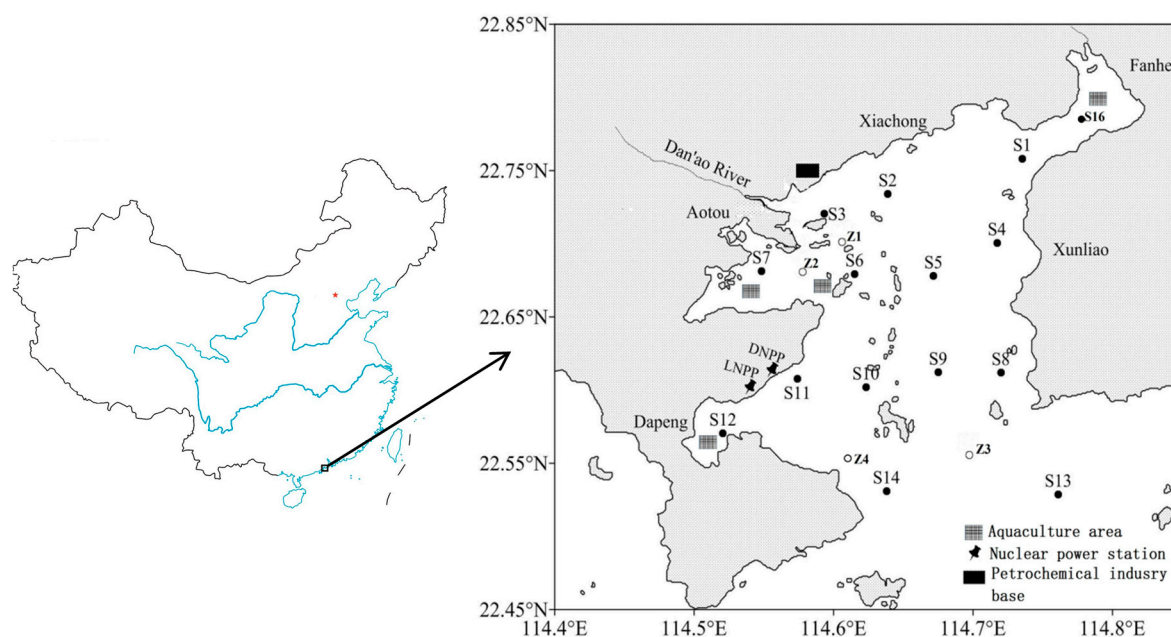 22.85°N
Fanhe
S16
Xiachong
S1
Dan'ao River
22.75°N
S2
Aotou
S3
Z1
S4
Xunliao
S7
Z2
S6
S5
22.65°N
DNPP
LNPP
S11
S10
S9
S8
Dapeng
S12
22.55°N
Z4
Z3
S14
S13
Aquaculture area
Nuclear power station
Petrochemical indusry
base
22.45°N
114.4°E
114.5°E
114.6°E
114.7°E
114.8°E